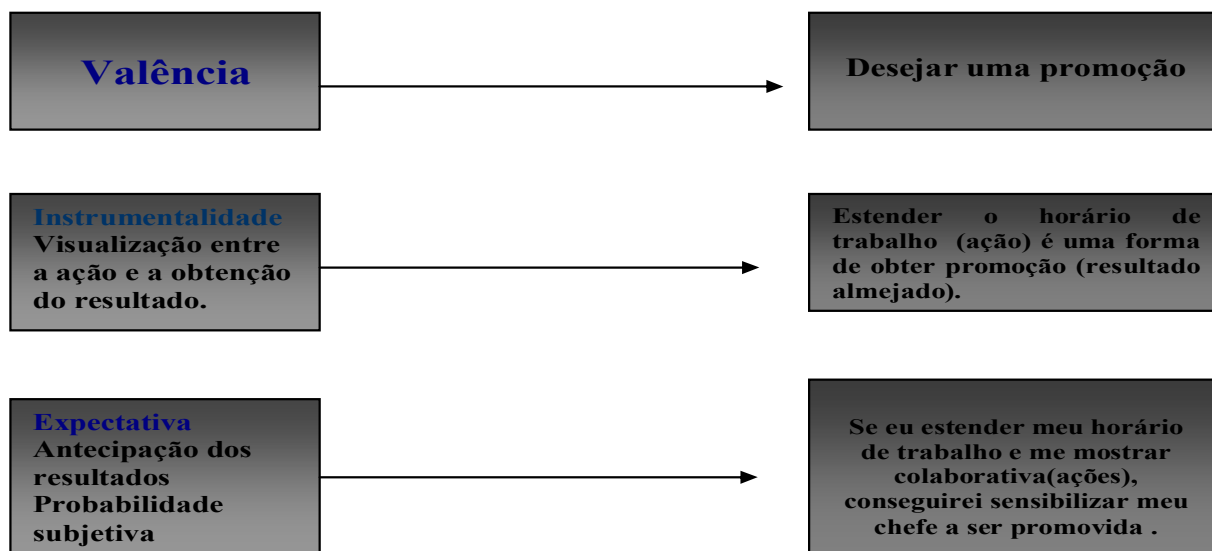 Valência
Desejar uma promoção
Instrumentalidade
Visualização entre
a ação e a obtenção
do resultado.
Estender o horário de
trabalho (ação) é uma forma
de obter promoção (resultado
almejado).
Expectativa
Antecipação dos
resultados
Probabilidade
subjetiva
Se eu estender meu horário
de trabalho e me mostrar
colaborativa(ações),
conseguirei sensibilizar meu
chefe a ser promovida .